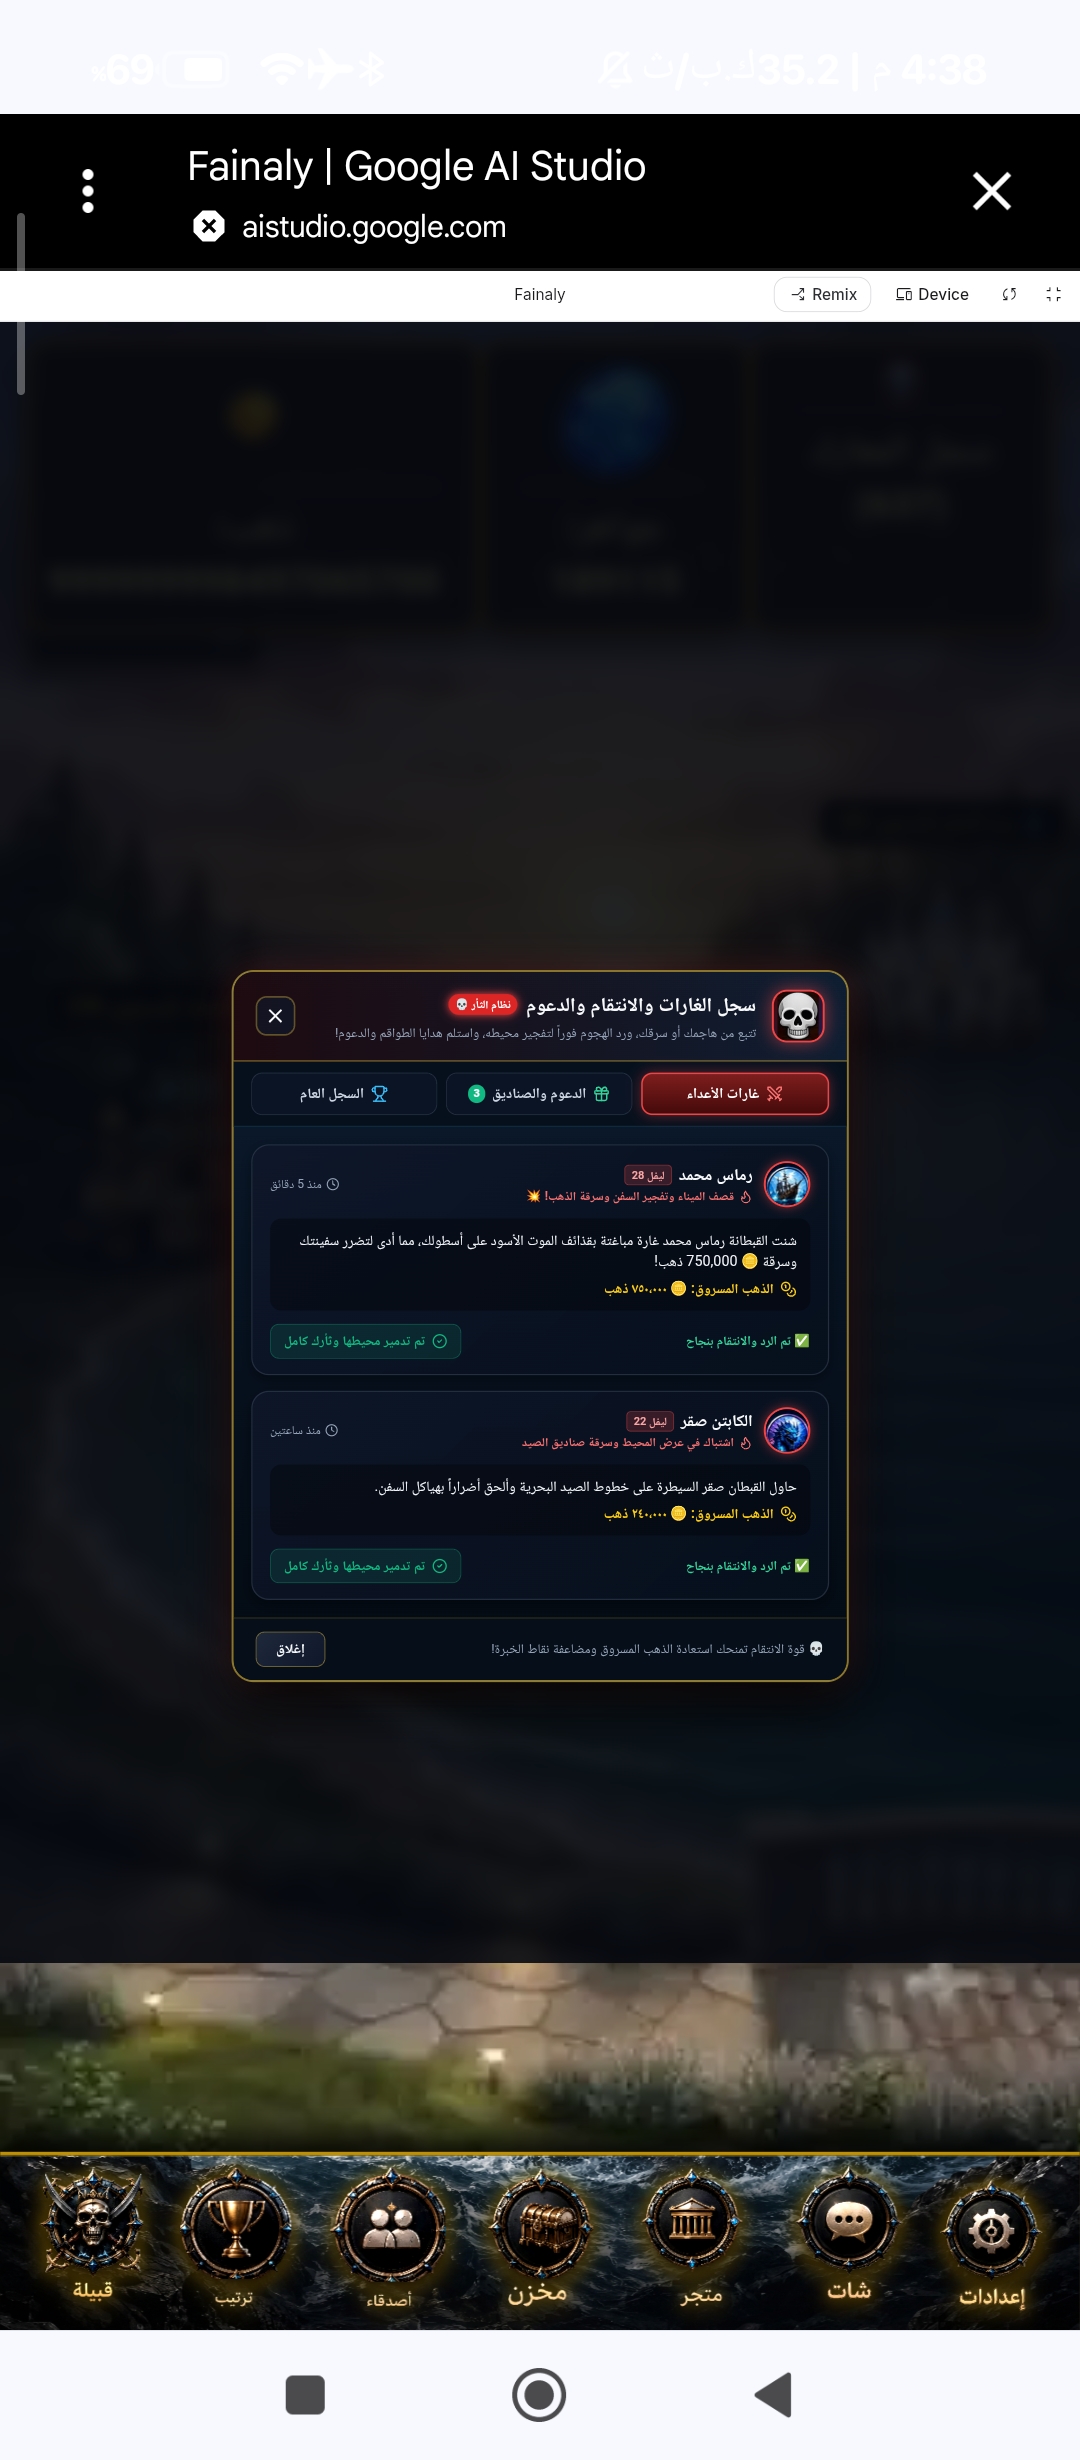 4:38 م | 35.2ك.ب/ث
69%
Fainaly | Google AI Studio
aistudio.google.com
Fainaly
Remix
Device
سجل الغارات والانتقام والدعوم
نظام الثأر 💀
تتبع من هاجمك أو سرقك، ورد الهجوم فوراً لتفجير محيطه، واستلم هدايا الطواقم والدعوم!
غارات الأعداء
الدعوم والصناديق 3
السجل العام
رماس محمد
ليفل 28
منذ 5 دقائق
قصف الميناء وتفجير السفن وسرقة الذهب! 💥
شنت القبطانة رماس محمد غارة مباغتة بقذائف الموت الأسود على أسطولك، مما أدى لتضرر سفينتك
وسرقة 🪙 750,000 ذهب!
الذهب المسروق: 🪙 ٧٥٠,٠٠٠ ذهب
✅ تم الرد والانتقام بنجاح
تم تدمير محيطها وثأرك كامل
الكابتن صقر
ليفل 22
منذ ساعتين
اشتباك في عرض المحيط وسرقة صناديق الصيد
حاول القبطان صقر السيطرة على خطوط الصيد البحرية وألحق أضراراً بهياكل السفن.
الذهب المسروق: 🪙 ٢٤٠,٠٠٠ ذهب
✅ تم الرد والانتقام بنجاح
تم تدمير محيطها وثأرك كامل
💀 قوة الانتقام تمنحك استعادة الذهب المسروق ومضاعفة نقاط الخبرة!
إغلاق
إعدادات
شات
متجر
مخزن
أصدقاء
ترتيب
قبيلة